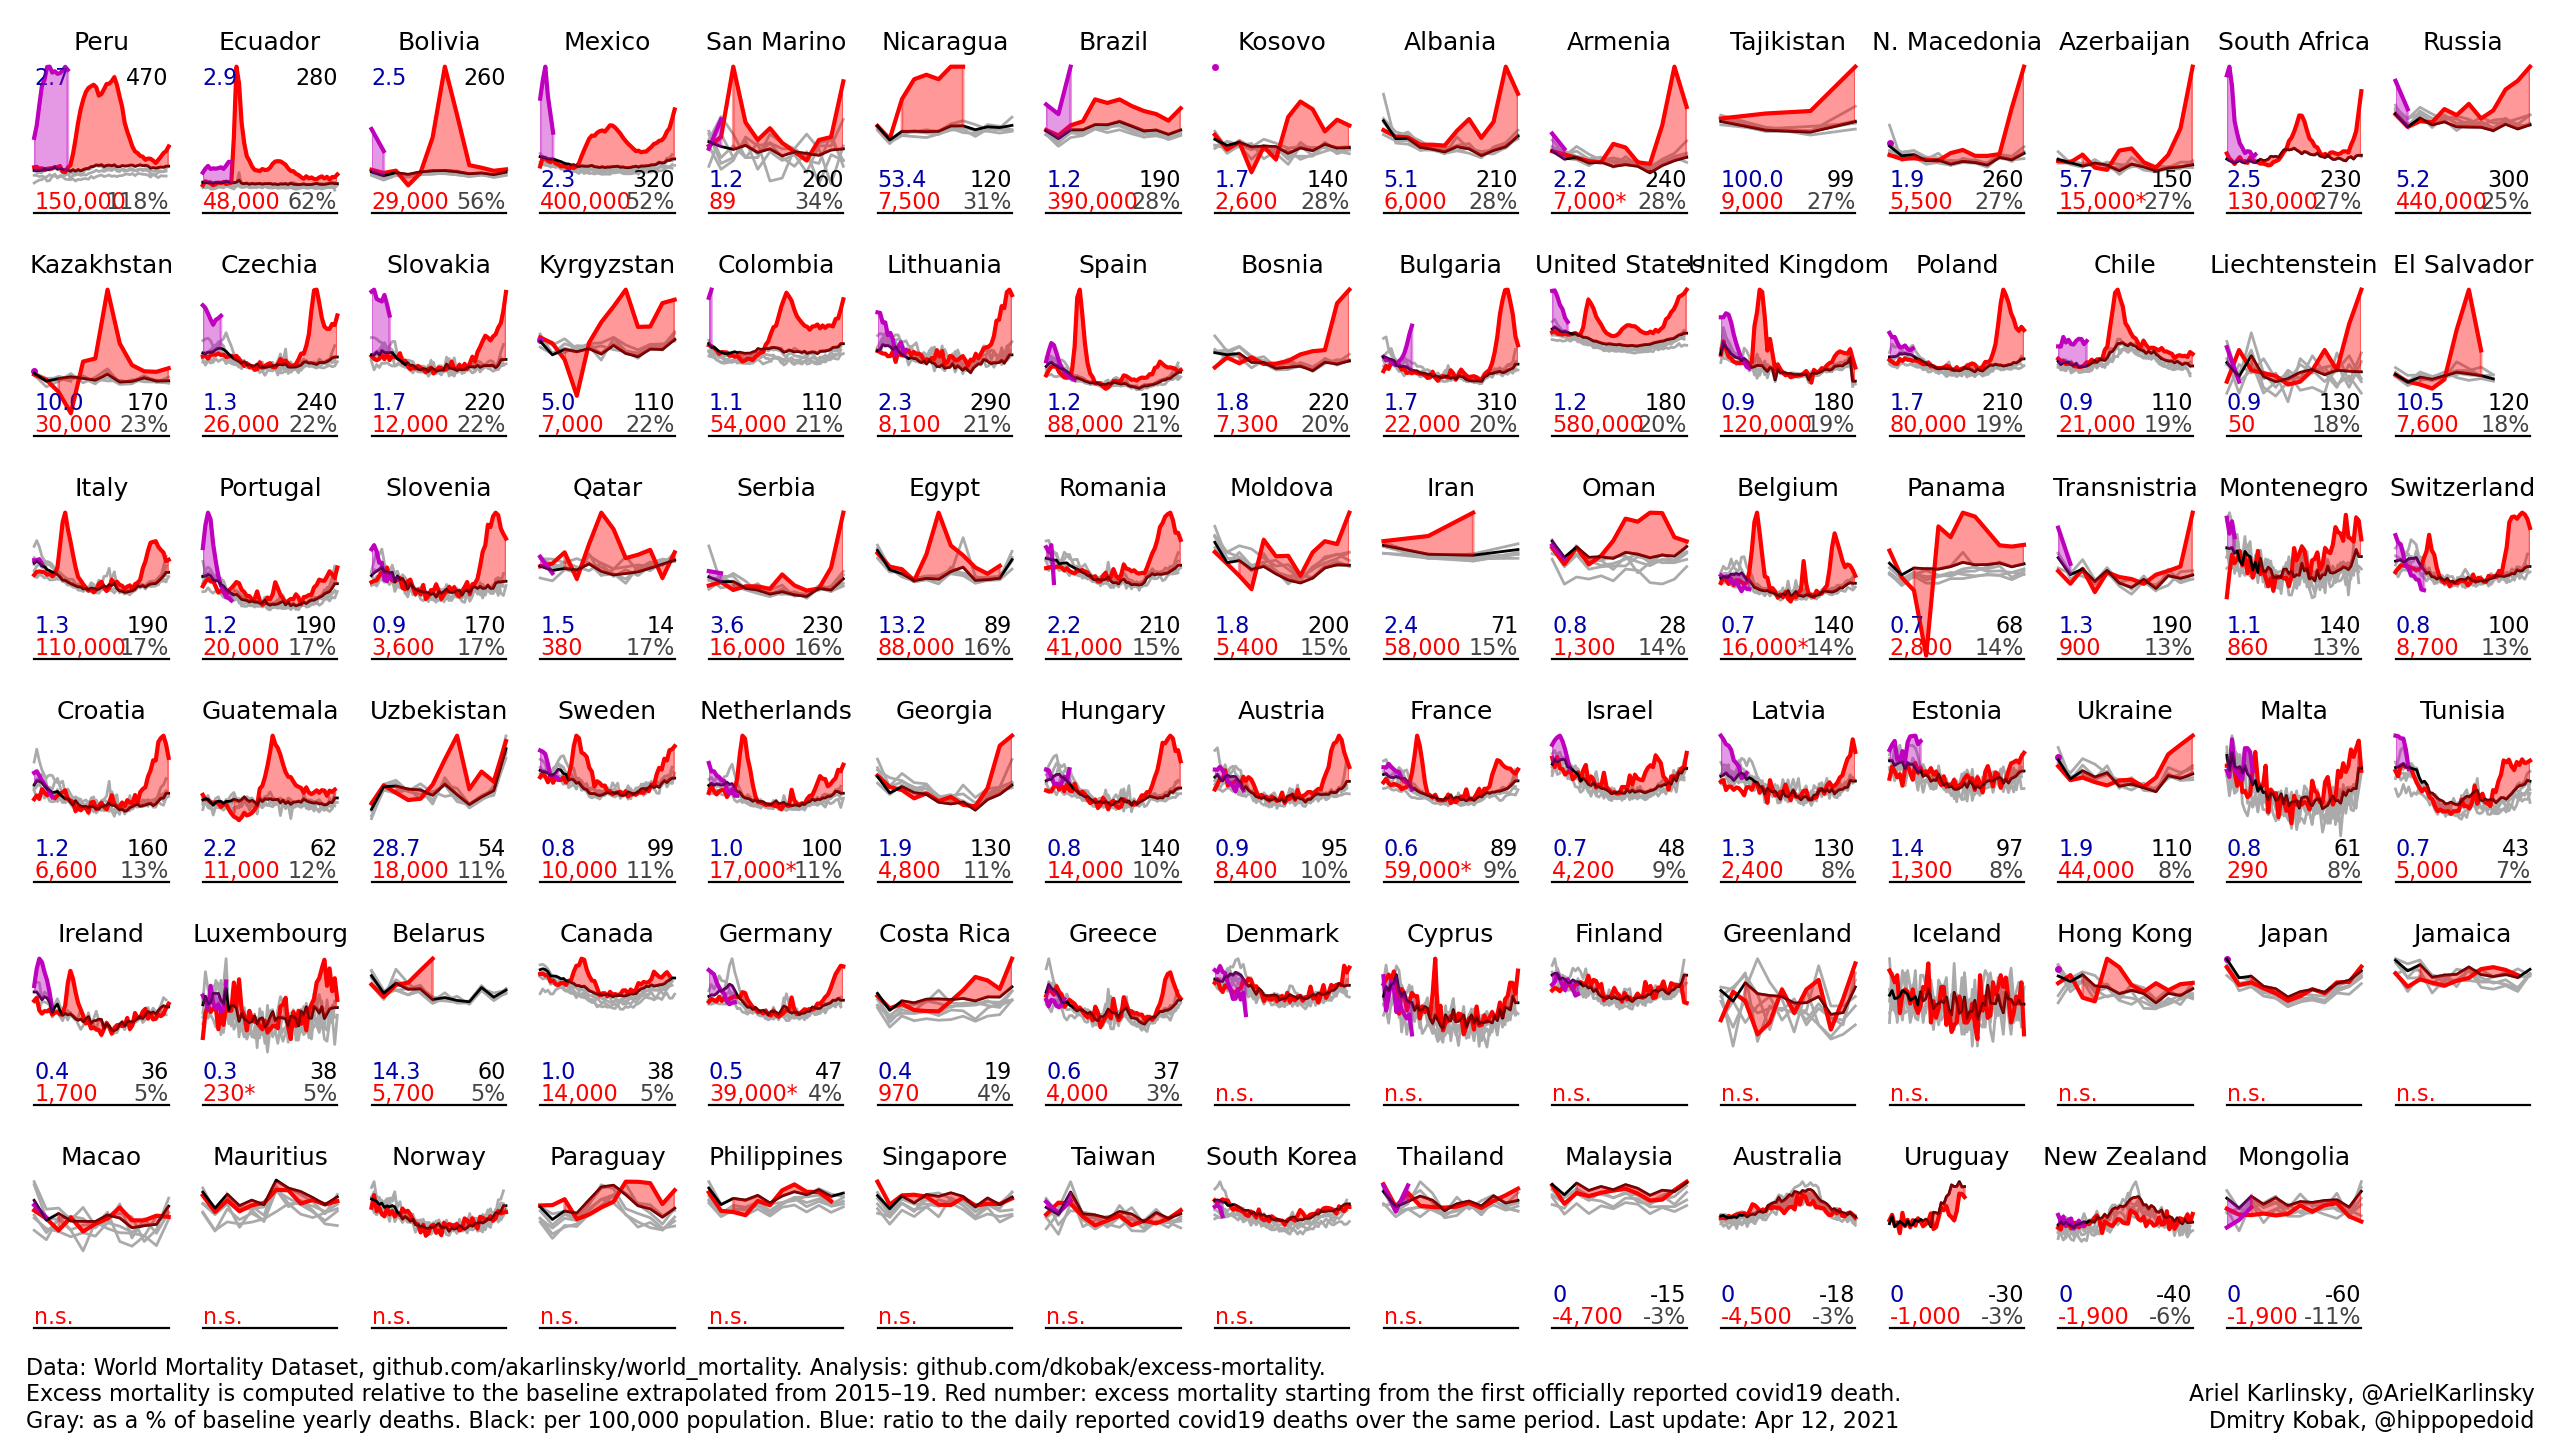 Peru Ecuador Bolivia Mexico San Marino Nicaragua Brazil Kosovo Albania Armenia Tajikistan N. Macedonia Azerbaijan South Africa Russia
2.7 470 2.9 280 2.5 260
2.3 320 1.2 260 53.4 120 1.2 190 1.7 140 5.1 210 2.2 240 100.0 99 1.9 260 5.7 150 2.5 230 5.2 300
150,000 118% 48,000 62% 29,000 56% 400,000 52% 89 34% 7,500 31% 390,000 28% 2,600 28% 6,000 28% 7,000* 28% 9,000 27% 5,500 27% 15,000* 27% 130,000 27% 440,000 25%
Kazakhstan Czechia Slovakia Kyrgyzstan Colombia Lithuania Spain Bosnia Bulgaria United States United Kingdom Poland Chile Liechtenstein El Salvador
10.0 170 1.3 240 1.7 220 5.0 110 1.1 110 2.3 290 1.2 190 1.8 220 1.7 310 1.2 180 0.9 180 1.7 210 0.9 110 0.9 130 10.5 120
30,000 23% 26,000 22% 12,000 22% 7,000 22% 54,000 21% 8,100 21% 88,000 21% 7,300 20% 22,000 20% 580,000 20% 120,000 19% 80,000 19% 21,000 19% 50 18% 7,600 18%
Italy Portugal Slovenia Qatar Serbia Egypt Romania Moldova Iran Oman Belgium Panama Transnistria Montenegro Switzerland
1.3 190 1.2 190 0.9 170 1.5 14 3.6 230 13.2 89 2.2 210 1.8 200 2.4 71 0.8 28 0.7 140 0.7 68 1.3 190 1.1 140 0.8 100
110,000 17% 20,000 17% 3,600 17% 380 17% 16,000 16% 88,000 16% 41,000 15% 5,400 15% 58,000 15% 1,300 14% 16,000* 14% 2,800 14% 900 13% 860 13% 8,700 13%
Croatia Guatemala Uzbekistan Sweden Netherlands Georgia Hungary Austria France Israel Latvia Estonia Ukraine Malta Tunisia
1.2 160 2.2 62 28.7 54 0.8 99 1.0 100 1.9 130 0.8 140 0.9 95 0.6 89 0.7 48 1.3 130 1.4 97 1.9 110 0.8 61 0.7 43
6,600 13% 11,000 12% 18,000 11% 10,000 11% 17,000* 11% 4,800 11% 14,000 10% 8,400 10% 59,000* 9% 4,200 9% 2,400 8% 1,300 8% 44,000 8% 290 8% 5,000 7%
Ireland Luxembourg Belarus Canada Germany Costa Rica Greece Denmark Cyprus Finland Greenland Iceland Hong Kong Japan Jamaica
0.4 36 0.3 38 14.3 60 1.0 38 0.5 47 0.4 19 0.6 37
1,700 5% 230* 5% 5,700 5% 14,000 5% 39,000* 4% 970 4% 4,000 3% n.s. n.s. n.s. n.s. n.s. n.s. n.s. n.s.
Macao Mauritius Norway Paraguay Philippines Singapore Taiwan South Korea Thailand Malaysia Australia Uruguay New Zealand Mongolia
0 -15 0 -18 0 -30 0 -40 0 -60
n.s. n.s. n.s. n.s. n.s. n.s. n.s. n.s. n.s. -4,700 -3% -4,500 -3% -1,000 -3% -1,900 -6% -1,900 -11%
Data: World Mortality Dataset, github.com/akarlinsky/world_mortality. Analysis: github.com/dkobak/excess-mortality.
Excess mortality is computed relative to the baseline extrapolated from 2015–19. Red number: excess mortality starting from the first officially reported covid19 death.
Gray: as a % of baseline yearly deaths. Black: per 100,000 population. Blue: ratio to the daily reported covid19 deaths over the same period. Last update: Apr 12, 2021
Ariel Karlinsky, @ArielKarlinsky
Dmitry Kobak, @hippopedoid